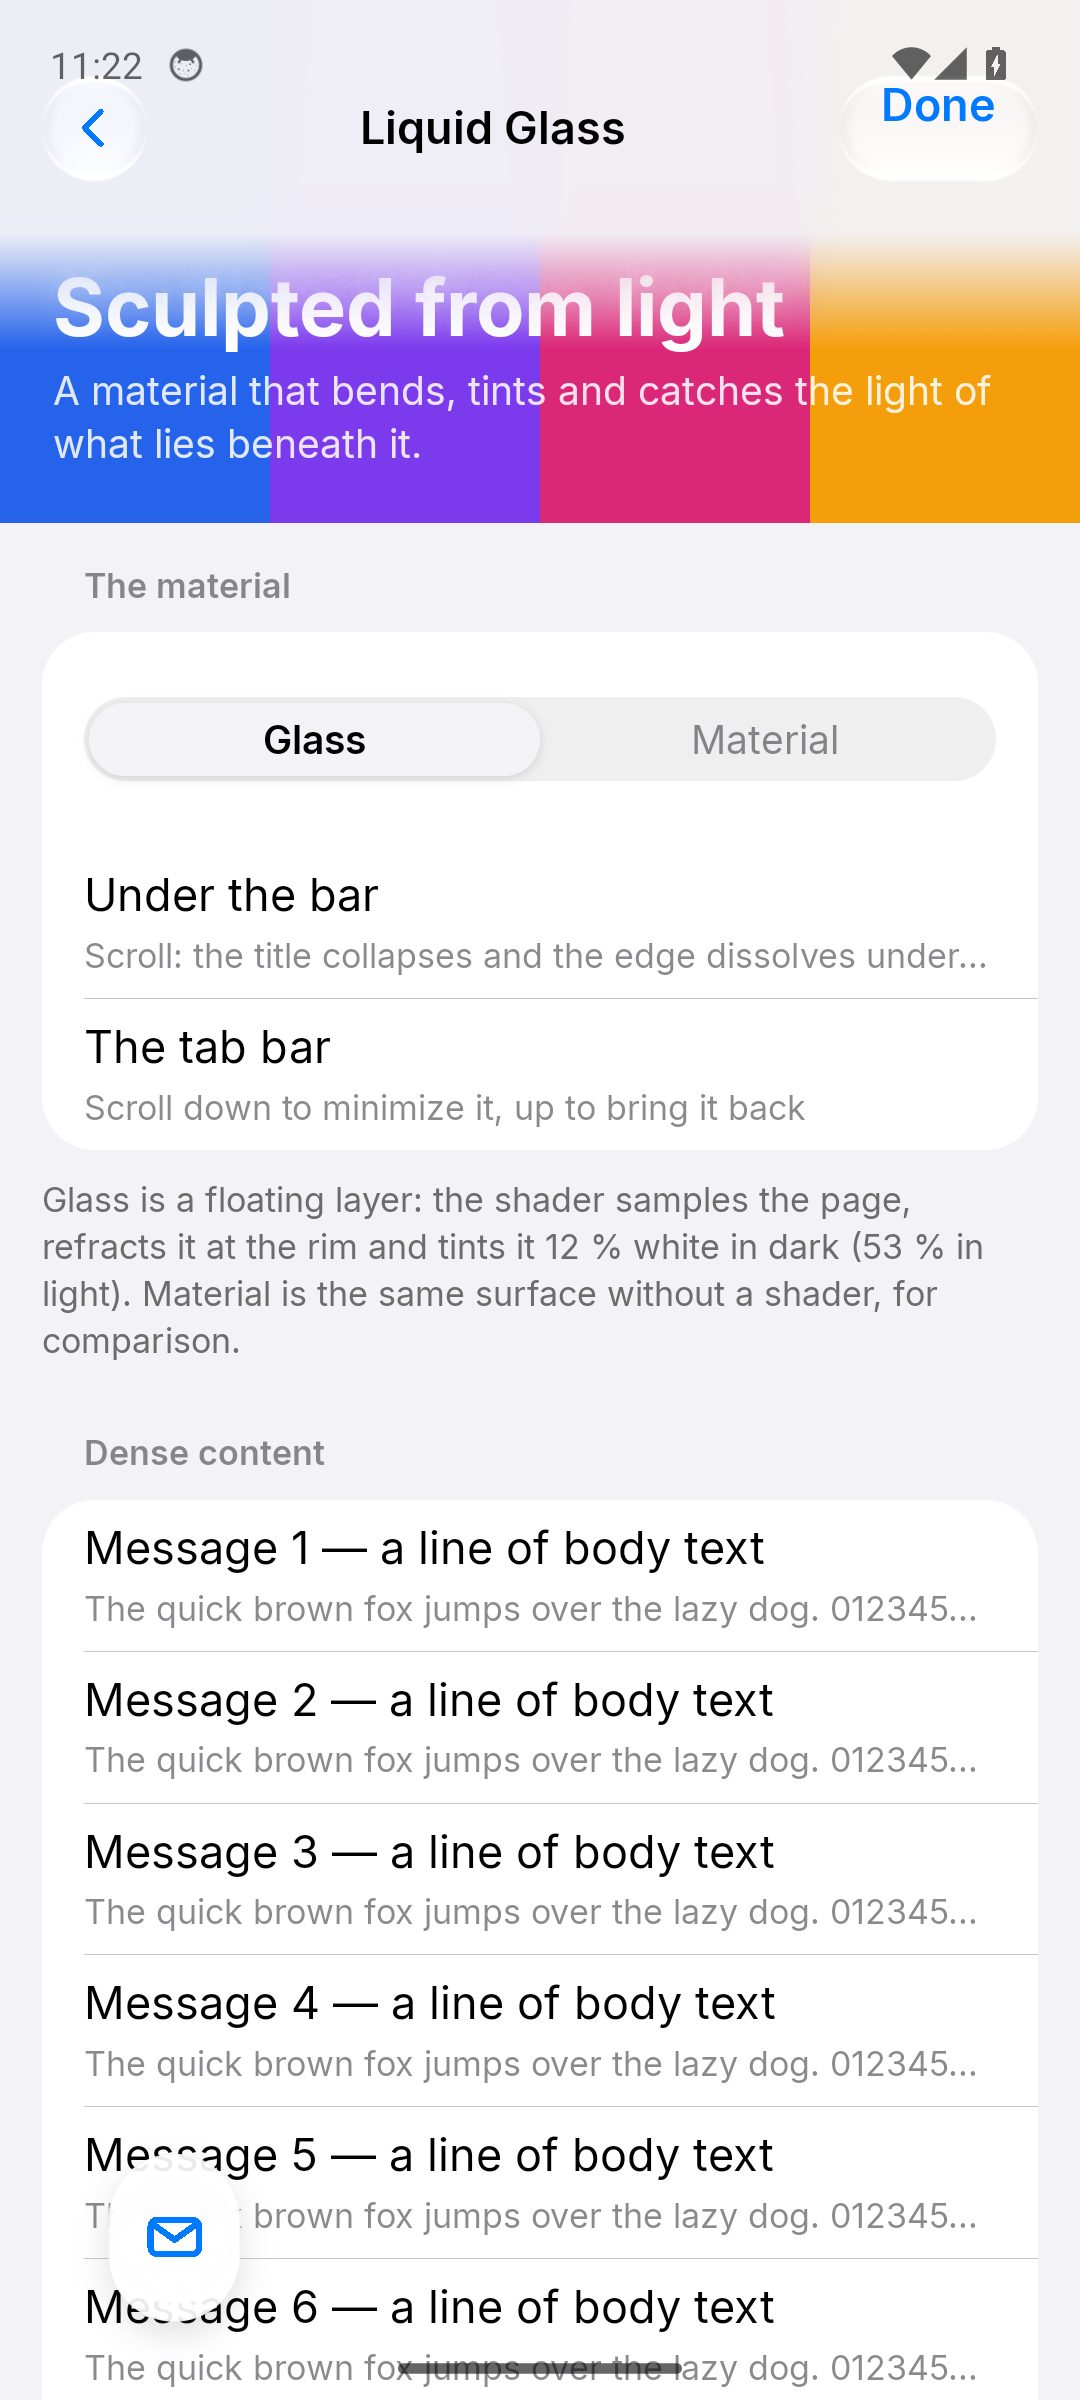 11:22
Liquid Glass
Done
Sculpted from light
A material that bends, tints and catches the light of
what lies beneath it.
The material
Glass
Material
Under the bar
Scroll: the title collapses and the edge dissolves under...
The tab bar
Scroll down to minimize it, up to bring it back
Glass is a floating layer: the shader samples the page,
refracts it at the rim and tints it 12 % white in dark (53 % in
light). Material is the same surface without a shader, for
comparison.
Dense content
Message 1 — a line of body text
The quick brown fox jumps over the lazy dog. 012345...
Message 2 — a line of body text
The quick brown fox jumps over the lazy dog. 012345...
Message 3 — a line of body text
The quick brown fox jumps over the lazy dog. 012345...
Message 4 — a line of body text
The quick brown fox jumps over the lazy dog. 012345...
Message 5 — a line of body text
brown fox jumps over the lazy dog. 012345...
Message 6 — a line of body text
The quick brown fox jumps over the lazy dog. 012345...